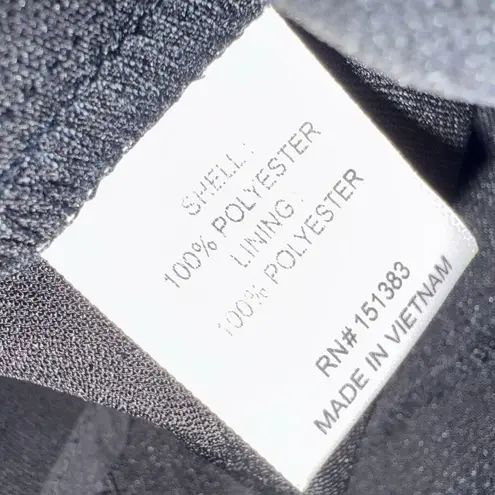 SHELL:
100% POLYESTER
LINING:
100% POLYESTER
RN# 151383
MADE IN VIETNAM